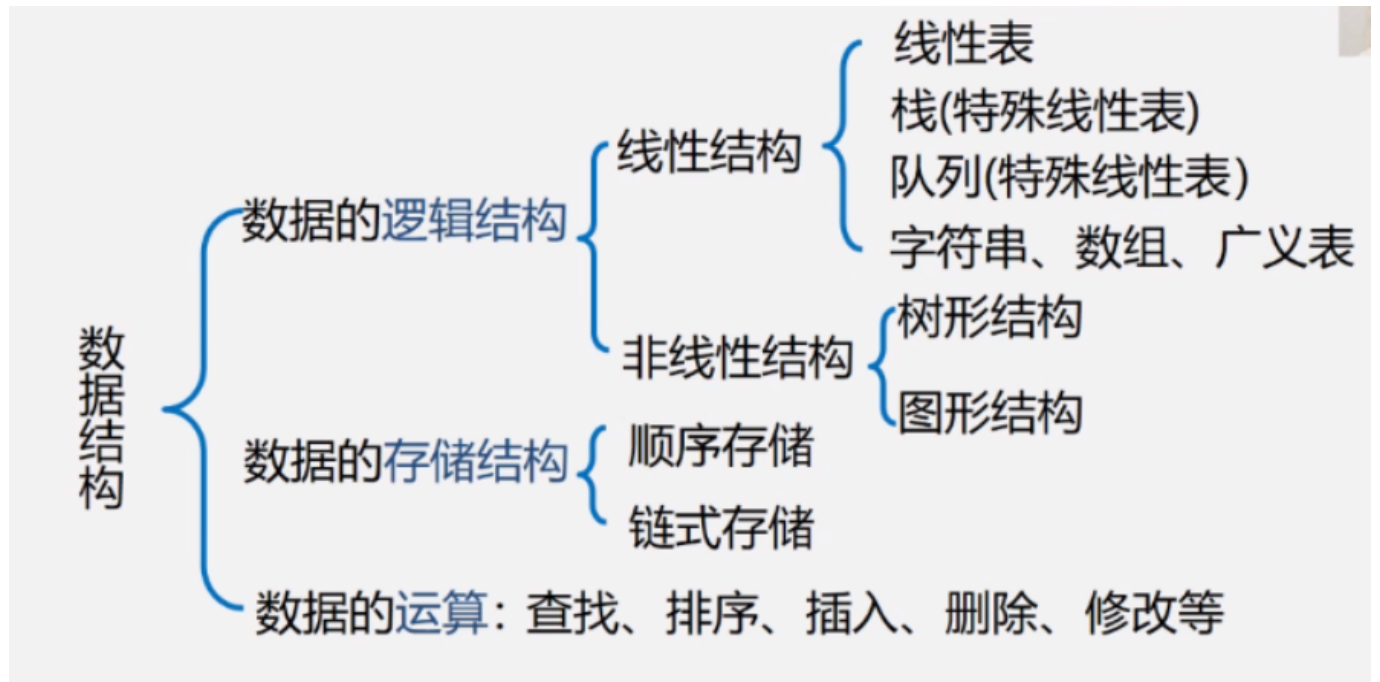 数据结构
数据的逻辑结构
线性结构
线性表
栈(特殊线性表)
队列(特殊线性表)
字符串、数组、广义表
非线性结构
树形结构
图形结构
数据的存储结构
顺序存储
链式存储
数据的运算：查找、排序、插入、删除、修改等